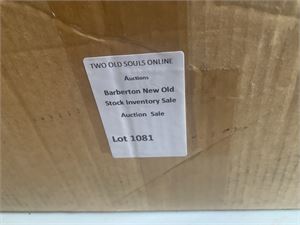 TWO OLD SOULS ONLINE
Auctions
Barberton New Old
Stock Inventory Sale
Auction Sale
Lot 1081